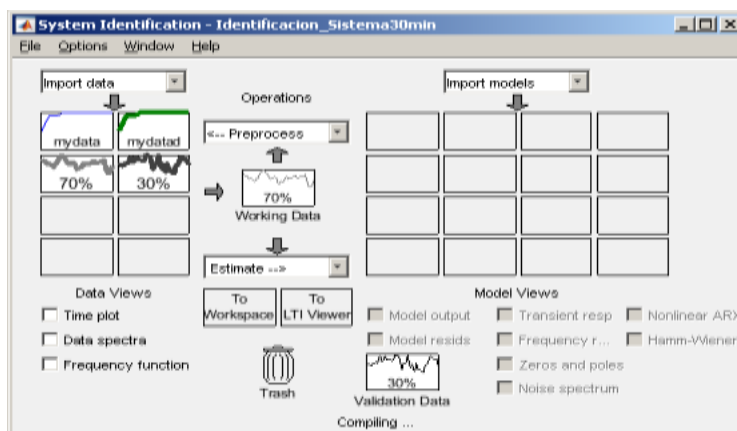 System Identification - Identificacion_Sistema30min
File Options Window Help
Import data
Import models
Operations
mydata
mydatad
<-- Preprocess
70%
30%
70%
Working Data
Estimate -->
Data Views
To Workspace
To LTI Viewer
Model Views
Time plot
Data spectra
Frequency function
Model output
Transient resp
Nonlinear ARX
Model resids
Frequency r...
Hamm-Wiener
Zeros and poles
Noise spectrum
Trash
30%
Validation Data
Compiling ...